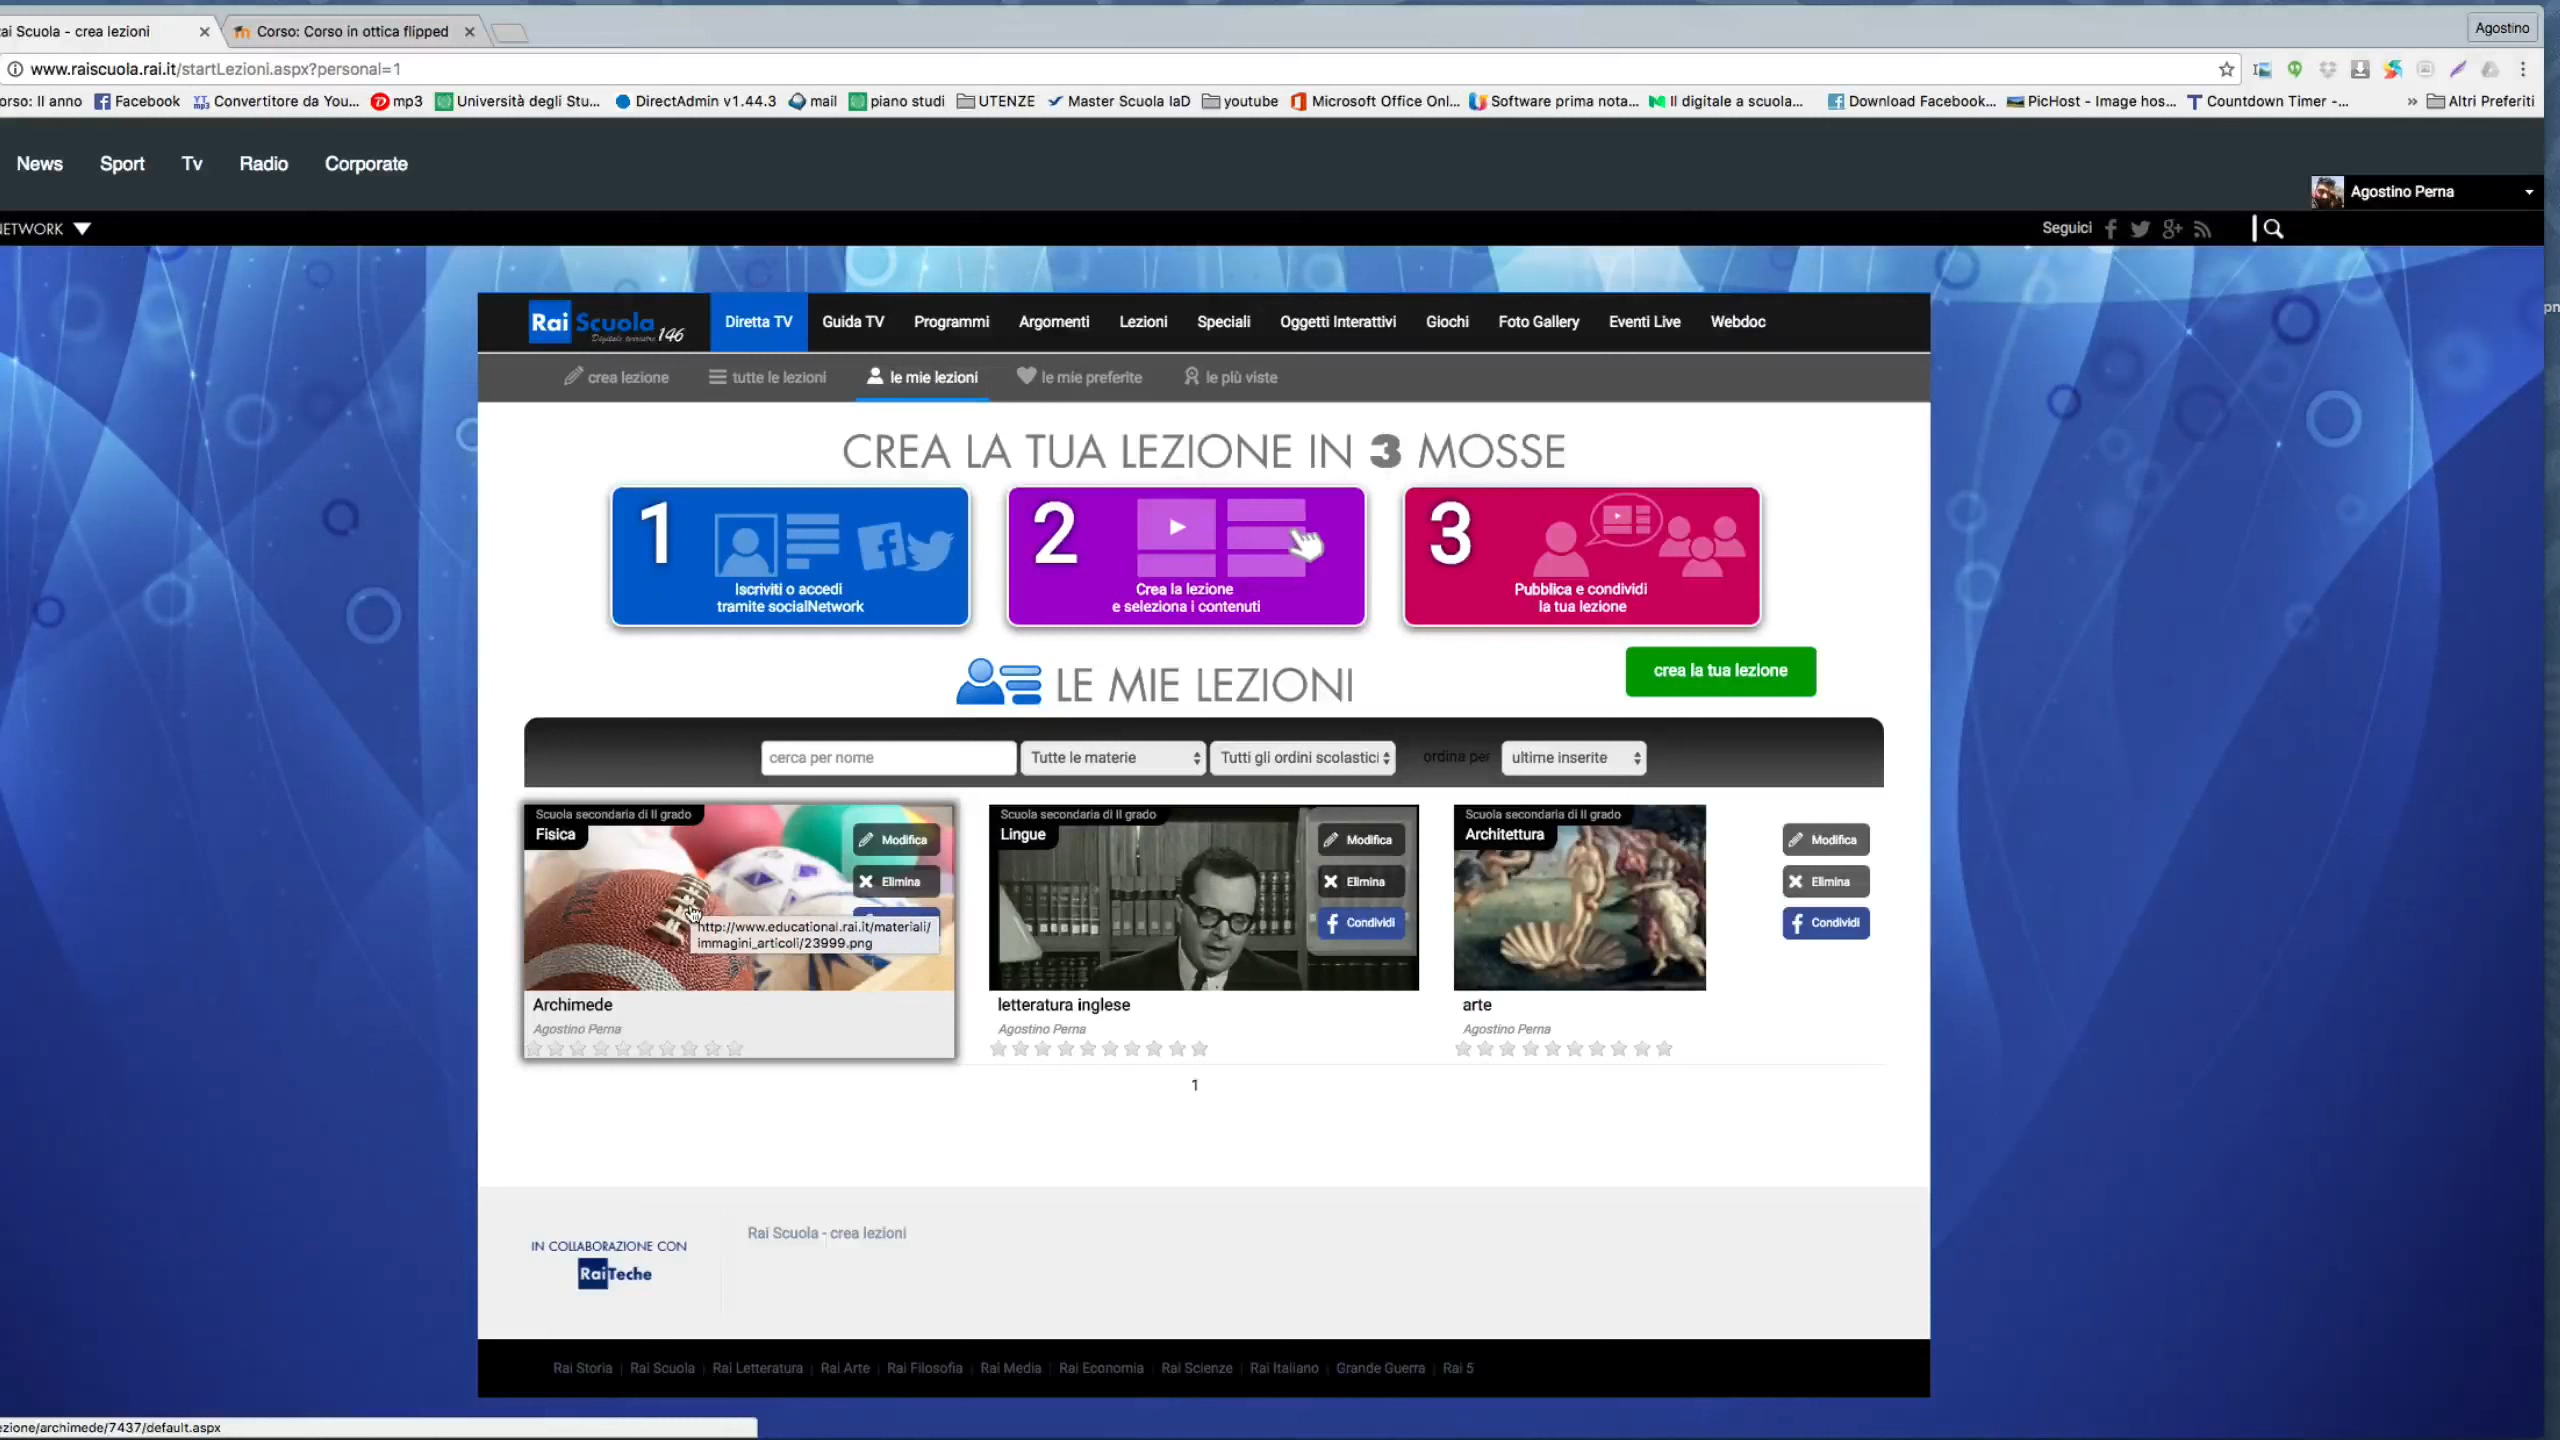 ai Scuola - crea lezioni
Corso: Corso in ottica flipped
Agostino
www.raiscuola.rai.it/startLezioni.aspx?personal=1
orso: II anno
Facebook
Convertitore da You...
mp3
Università degli Stu...
DirectAdmin v1.44.3
mail
piano studi
UTENZE
Master Scuola IaD
youtube
Microsoft Office Onl...
Software prima nota...
Il digitale a scuola...
Download Facebook...
PicHost - Image hos...
Countdown Timer -...
» Altri Preferiti
News Sport Tv Radio Corporate
Agostino Perna
NETWORK
Seguici
Rai Scuola 146
Digitale terrestre
Diretta TV Guida TV Programmi Argomenti Lezioni Speciali Oggetti Interattivi Giochi Foto Gallery Eventi Live Webdoc
crea lezione tutte le lezioni le mie lezioni le mie preferite le più viste
CREA LA TUA LEZIONE IN 3 MOSSE
1
Iscriviti o accedi
tramite socialNetwork
2
Crea la lezione
e seleziona i contenuti
3
Pubblica e condividi
la tua lezione
LE MIE LEZIONI
crea la tua lezione
cerca per nome Tutte le materie Tutti gli ordini scolastici ordina per ultime inserite
Scuola secondaria di II grado
Fisica
Modifica
Elimina
http://www.educational.rai.it/materiali/
immagini_articoli/23999.png
Archimede
Agostino Perna
Scuola secondaria di II grado
Lingue
Modifica
Elimina
Condividi
letteratura inglese
Agostino Perna
Scuola secondaria di II grado
Architettura
Modifica
Elimina
Condividi
arte
Agostino Perna
1
IN COLLABORAZIONE CON
Rai Teche
Rai Scuola - crea lezioni
Rai Storia | Rai Scuola | Rai Letteratura | Rai Arte | Rai Filosofia | Rai Media | Rai Economia | Rai Scienze | Rai Italiano | Grande Guerra | Rai 5
ezione/archimede/7437/default.aspx